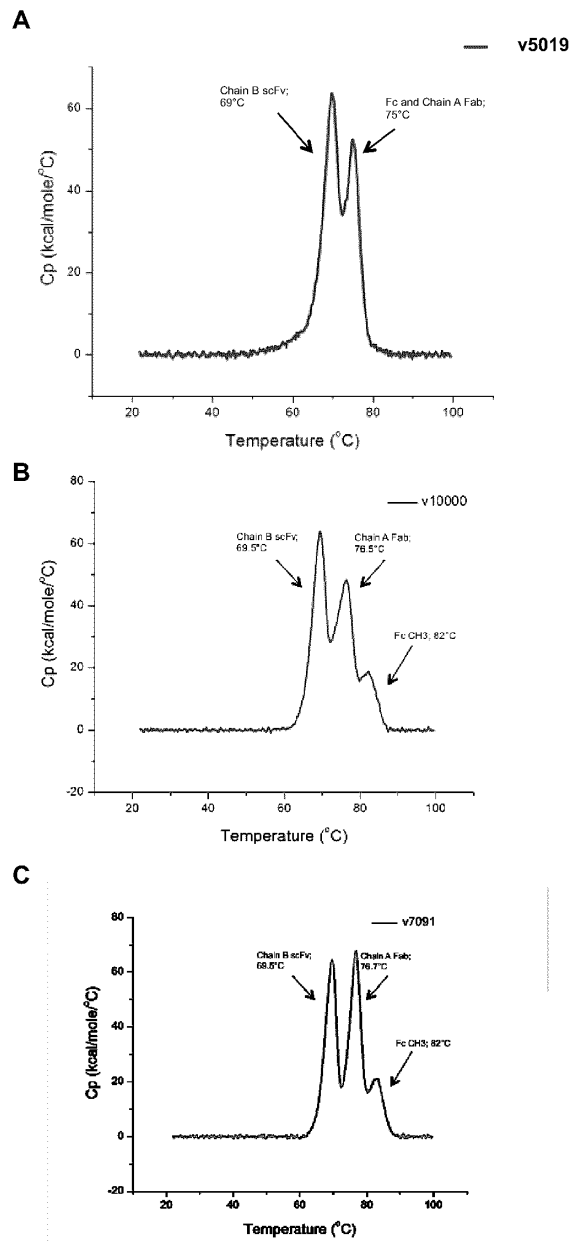 A
v5019
Chain B scFv;
69°C
Fc and Chain A Fab;
75°C
60
40
20
0
Cp (kcal/mole/°C)
20 40 60 80 100
Temperature (°C)
B
80
v10000
Chain B scFv;
69.5°C
Chain A Fab;
76.5°C
60
40
Fc CH3; 82°C
20
0
-20
Cp (kcal/mole/°C)
20 40 60 80 100
Temperature (°C)
C
80
v7091
Chain B scFv;
69.5°C
Chain A Fab;
76.7°C
60
40
Fc CH3; 82°C
20
0
-20
Cp (kcal/mole/°C)
20 40 60 80 100
Temperature (°C)